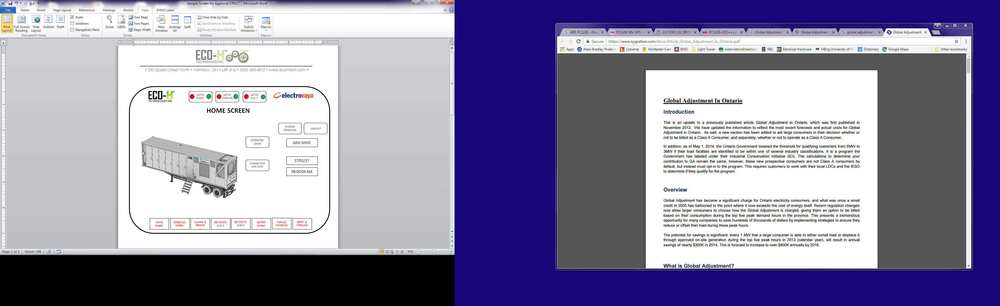 Sample Screen for Approval 170117 - Microsoft Word
File Home Insert Page Layout References Mailings Review View DYMO Label
Print Layout
Full Screen Reading
Web Layout
Outline
Draft
Document Views
Ruler
Gridlines
Navigation Pane
Show
Zoom
100%
One Page
Two Pages
Page Width
Zoom
New Window
Arrange All
Split
View Side by Side
Synchronous Scrolling
Reset Window Position
Window
Switch Windows
Macros
Macros
ECO-H™
TECHNOLOGIES INC.
• 243 Queen Street North • Hamilton, ON • L8R 3N6 • (855) 800-4812 • www.ecohtech.com •
ECO-H
TECHNOLOGIES INC.
ACTIVE ALARM
ACTIVE WARNING
ACTIVE FAULT
electrovaya
HOME SCREEN
CHANGE OPERATOR
LOG-OUT
OPERATOR LOGIN
John Smith
17/01/17
CHANGE TIME AND DATE
08:00:04 AM
HOME SCREEN
OPERATION SCREEN
ALARMS & REPORTS
SET-POINTS 1 OF 2
SET-POINTS 2 OF 2
BATTERY SYSTEM
MANUAL CHARGING
SAFETY & INTERLOCK
Page: 1 of 2 Words: 198
95%
ABB PCS100 - Goo
PCS100 MV UPS -
2UCD301132 BRO
PCS100+ESS+++2
Global Adjustment
Global Adjustment
global adjustment
Global Adjustment
Secure https://www.sygration.com/docs/Article_Global_Adjustment_In_Ontario.pdf
Apps Allen-Bradley Product Listverse McMaster-Carr BMO Light Tower AutomationDirect.co RBC Electrical Hardware MEng University of N Dictionary Google Maps Other bookmarks
Global Adjustment In Ontario
Introduction
This is an update to a previously published article Global Adjustment in Ontario, which was first published in
November 2012. We have updated the information to reflect the most recent forecasts and actual costs for Global
Adjustment in Ontario. As well, a new section has been added to aid large consumers in their decision whether or
not to be billed as a Class A Consumer, and separately, whether or not to operate as a Class A Consumer.
In addition, as of May 1, 2014, the Ontario Government lowered the threshold for qualifying customers from 5MW to
3MW if their load facilities are identified to be within one of several industry classifications. It is a program the
Government has labeled under their Industrial Conservation Initiative (ICI). The calculations to determine your
contribution to GA remain the same, however, these new prospective consumers are not Class A consumers by
default, but instead must opt-in to the program. This requires customers to work with their local LDCs and the IESO
to determine if they qualify for the program.
Overview
Global Adjustment has become a significant charge for Ontario electricity consumers, and what was once a small
credit in 2005 has ballooned to the point where it now exceeds the cost of energy itself. Recent regulation changes
now allow larger consumers to choose how the Global Adjustment is charged, giving them an option to be billed
based on their consumption during the top five peak demand hours in the province. This presents a tremendous
opportunity for many companies to save hundreds of thousands of dollars by implementing strategies to ensure they
reduce or offset their load during these peak hours.
The potential for savings is significant: every 1 MW that a large consumer is able to either curtail load or displace it
through approved on-site generation during the top five peak hours in 2013 (calendar year), will result in annual
savings of nearly $300K in 2014. This is forecast to increase to over $400K annually by 2016.
What is Global Adjustment?